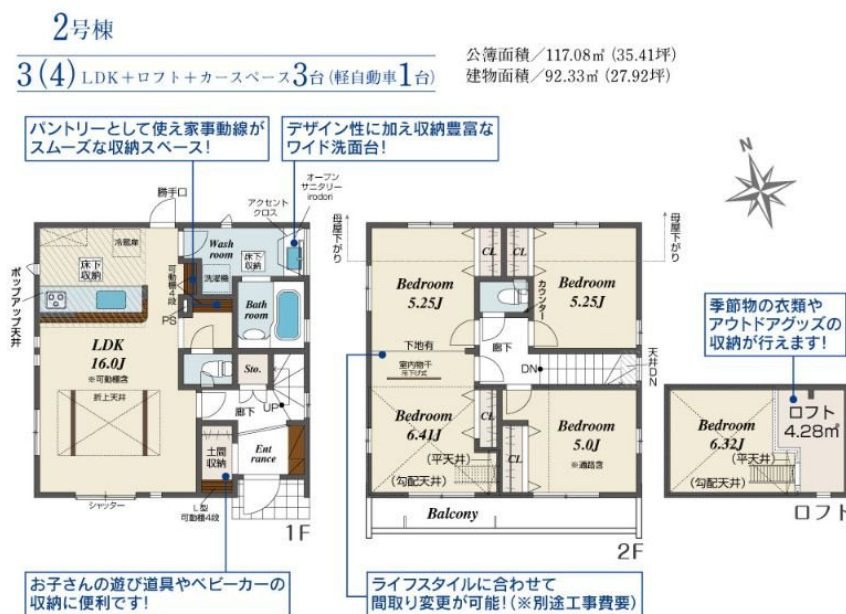 2号棟
3(4)LDK+ロフト+カースペース3台(軽自動車1台)
公簿面積／117.08㎡(35.41坪)
建物面積／92.33㎡(27.92坪)
パントリーとして使え家事動線が
スムーズな収納スペース!
デザイン性に加え収納豊富な
ワイド洗面台!
N
オープン
サニタリー
irodori
アクセント
クロス
勝手口
冷蔵庫
床下
収納
Wash
room
床下
収納
洗濯機
可動棚4段
ポップアップ天井
PS
Bath
room
LDK
16.0J
※可動棚含
折上天井
Sto.
廊下
UP
土間
収納
Ent
rance
シャッター
L型
可動棚4段
1F
母屋下がり
母屋下がり
CL
CL
Bedroom
5.25J
Bedroom
5.25J
カウンター
下地有
廊下
室内物干
吊下げ式
DN
天井DN
Bedroom
6.41J
CL
(平天井)
(勾配天井)
CL
Bedroom
5.0J
※通路含
Balcony
2F
季節物の衣類や
アウトドアグッズの
収納が行えます!
ロフト
4.28㎡
Bedroom
6.32J
(平天井)
(勾配天井)
ロフト
お子さんの遊び道具やベビーカーの
収納に便利です!
ライフスタイルに合わせて
間取り変更が可能!(※別途工事費要)